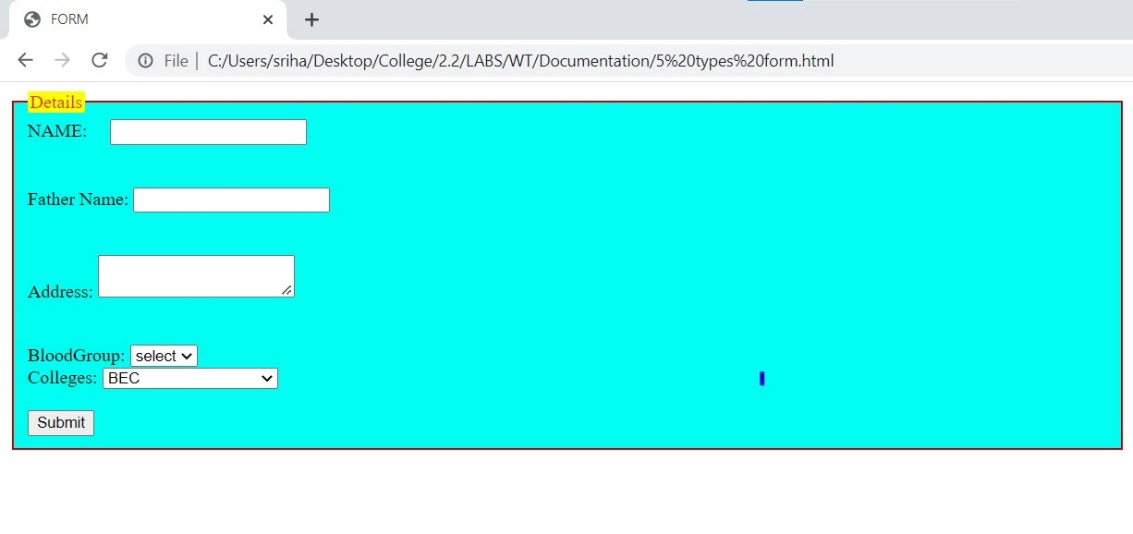 FORM
File | C:/Users/sriha/Desktop/College/2.2/LABS/WT/Documentation/5%20types%20form.html
Details
NAME:
Father Name:
Address:
BloodGroup: select
Colleges: BEC
Submit